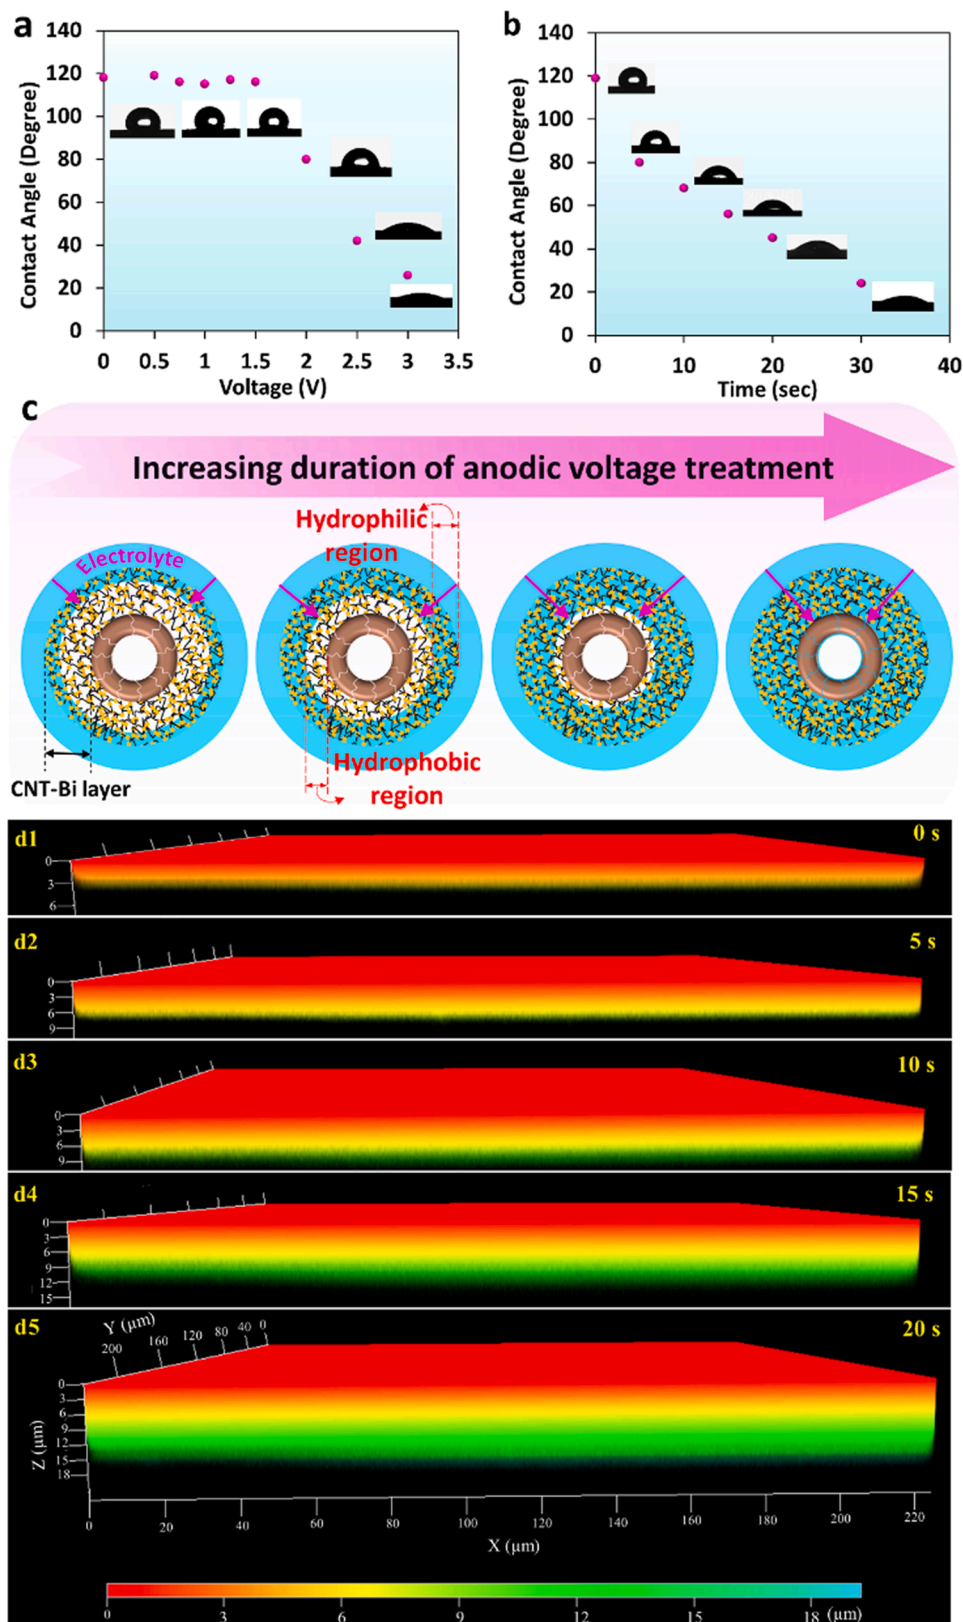 a
140
120
100
80
60
40
20
0
Contact Angle (Degree)
0 0.5 1 1.5 2 2.5 3 3.5
Voltage (V)
b
140
120
100
80
60
40
20
0
Contact Angle (Degree)
0 10 20 30 40
Time (sec)
c
Increasing duration of anodic voltage treatment
Hydrophilic
region
Electrolyte
Hydrophobic
region
CNT-Bi layer
d1
0 s
0
3
6
d2
5 s
0
3
6
9
d3
10 s
0
3
6
9
d4
15 s
0
3
6
9
12
15
d5
20 s
Y (µm)
200 160 120 80 40 0
0
3
6
9
12
15
18
Z (µm)
0 20 40 60 80 100 120 140 160 180 200 220
X (µm)
0 3 6 9 12 15 18 (µm)